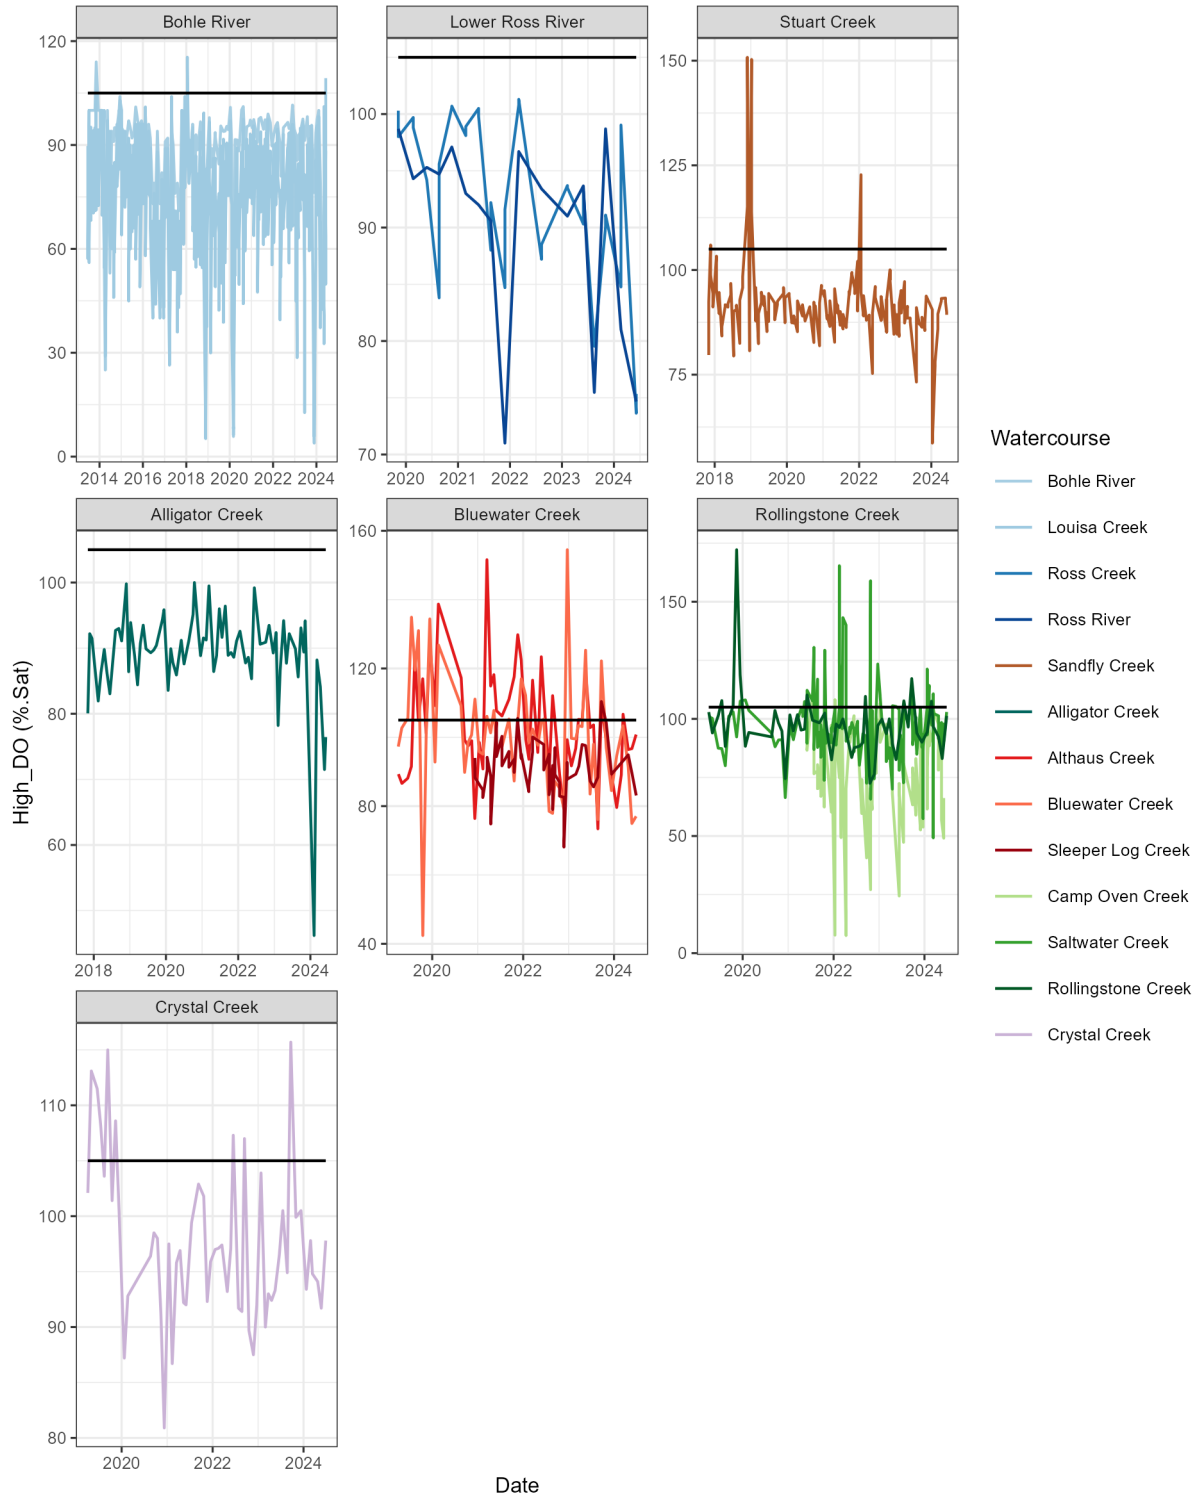 Bohle River
Lower Ross River
Stuart Creek
120
90
60
30
0
2014 2016 2018 2020 2022 2024
100
90
80
70
2020 2021 2022 2023 2024
150
125
100
75
2018 2020 2022 2024
Alligator Creek
Bluewater Creek
Rollingstone Creek
100
80
60
2018 2020 2022 2024
160
120
80
40
2020 2022 2024
150
100
50
0
2020 2022 2024
Crystal Creek
110
100
90
80
2020 2022 2024
High_DO (%.Sat)
Date
Watercourse
Bohle River
Louisa Creek
Ross Creek
Ross River
Sandfly Creek
Alligator Creek
Althaus Creek
Bluewater Creek
Sleeper Log Creek
Camp Oven Creek
Saltwater Creek
Rollingstone Creek
Crystal Creek